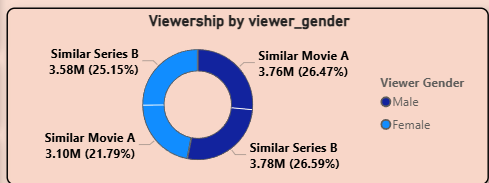 Viewership by viewer_gender
Similar Series B
3.58M (25.15%)
Similar Movie A
3.76M (26.47%)
Viewer Gender
Male
Female
Similar Movie A
3.10M (21.79%)
Similar Series B
3.78M (26.59%)